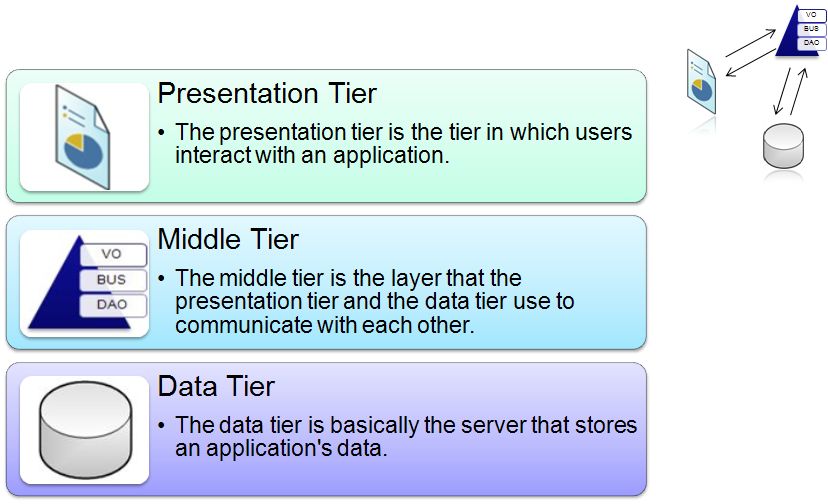 VO
BUS
DAO
Presentation Tier
• The presentation tier is the tier in which users
interact with an application.
VO
BUS
DAO
Middle Tier
• The middle tier is the layer that the
presentation tier and the data tier use to
communicate with each other.
Data Tier
• The data tier is basically the server that stores
an application's data.